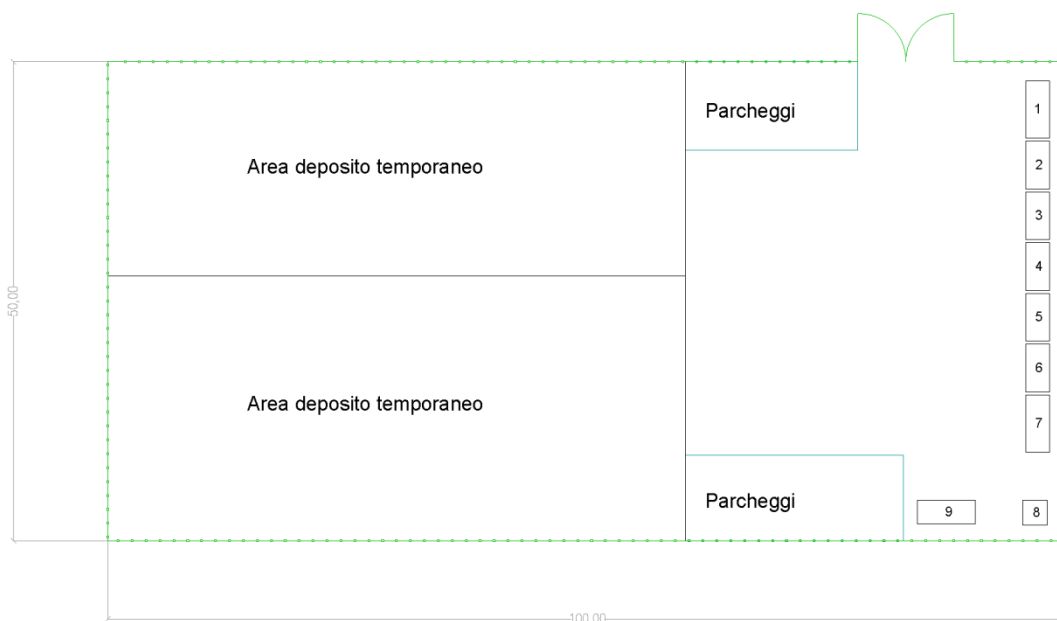 Parcheggi
1
Area deposito temporaneo
2
3
4
50,00
5
6
Area deposito temporaneo
7
Parcheggi
9
8
100,00